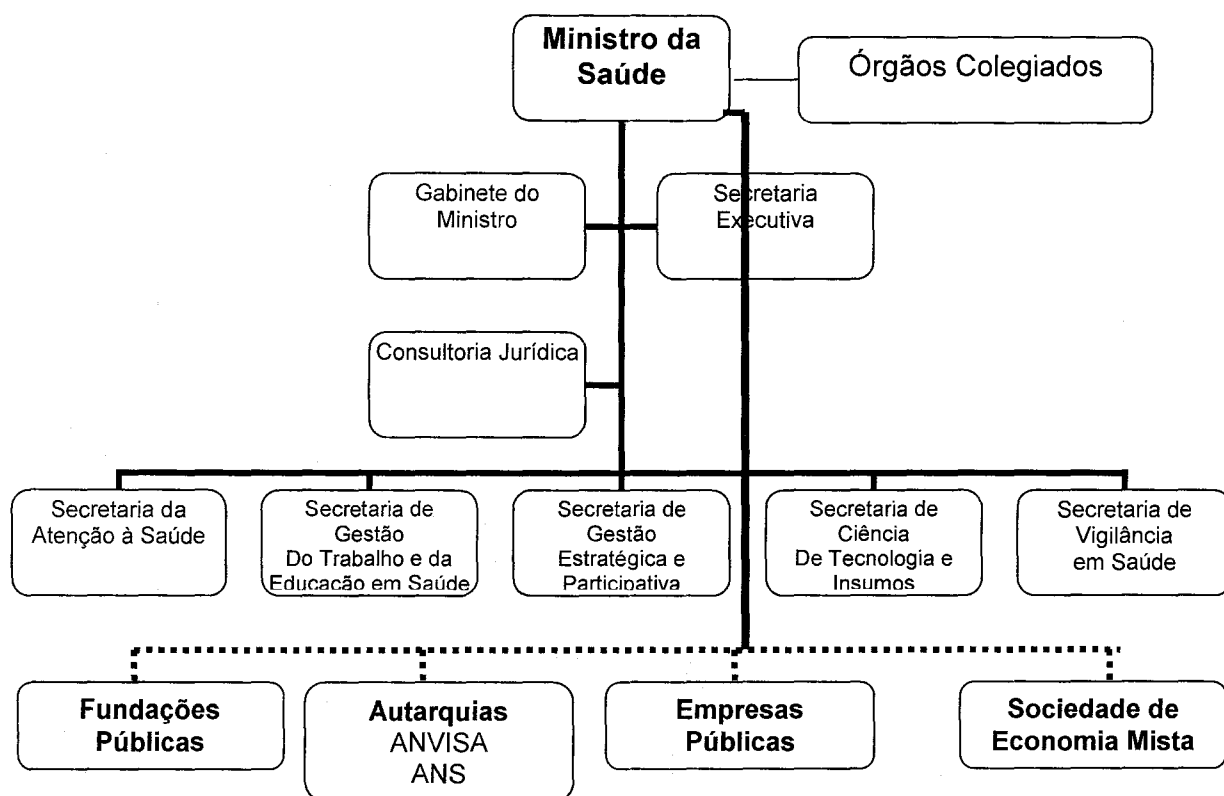 Ministro da
Saúde
Órgãos Colegiados
Gabinete do
Ministro
Secretaria
Executiva
Consultoria Jurídica
Secretaria da
Atenção à Saúde
Secretaria de
Gestão
Do Trabalho e da
Educação em Saúde
Secretaria de
Gestão
Estratégica e
Participativa
Secretaria de
Ciência
De Tecnologia e
Insumos
Secretaria de
Vigilância
em Saúde
Fundações
Públicas
Autarquias
ANVISA
ANS
Empresas
Públicas
Sociedade de
Economia Mista